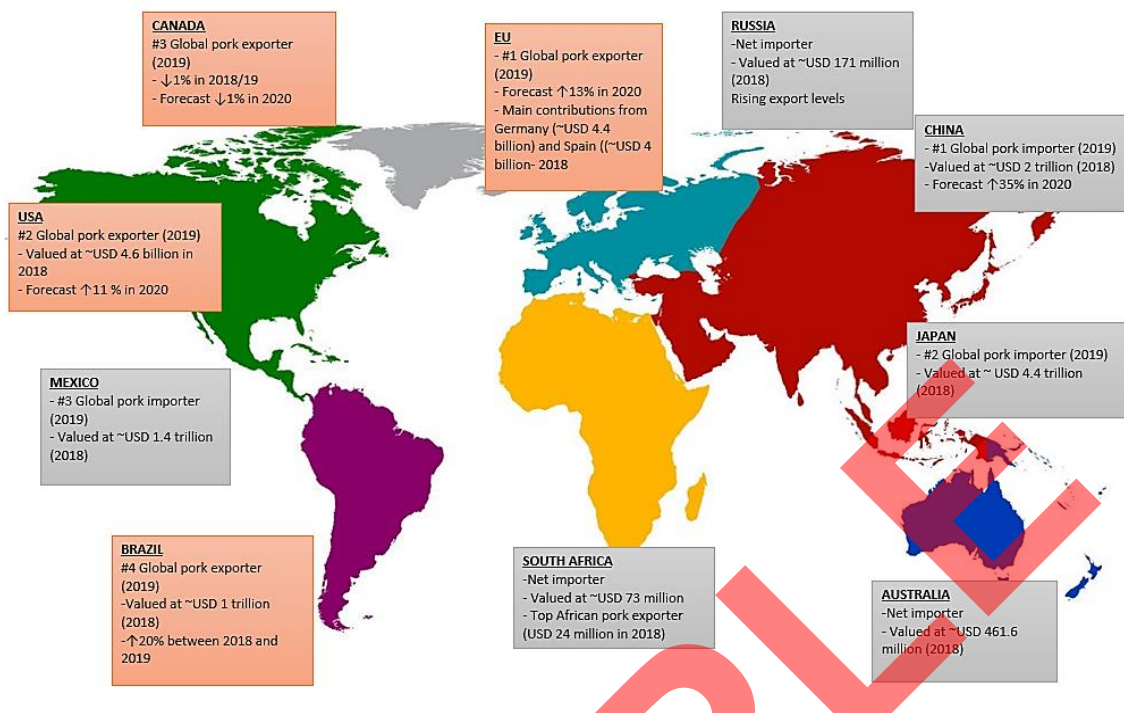 CANADA
#3 Global pork exporter
(2019)
- ↓1% in 2018/19
- Forecast ↓1% in 2020
EU
- #1 Global pork exporter
(2019)
- Forecast ↑13% in 2020
- Main contributions from
Germany (~USD 4.4
billion) and Spain ((~USD 4
billion- 2018
RUSSIA
-Net importer
- Valued at ~USD 171 million
(2018)
Rising export levels
CHINA
- #1 Global pork importer (2019)
-Valued at ~USD 2 trillion (2018)
- Forecast ↑35% in 2020
USA
#2 Global pork exporter (2019)
- Valued at ~USD 4.6 billion in
2018
- Forecast ↑11 % in 2020
JAPAN
- #2 Global pork importer (2019)
- Valued at ~ USD 4.4 trillion
(2018)
MEXICO
- #3 Global pork importer
(2019)
- Valued at ~USD 1.4 trillion
(2018)
BRAZIL
#4 Global pork exporter
(2019)
-Valued at ~USD 1 trillion
(2018)
-↑20% between 2018 and
2019
SOUTH AFRICA
-Net importer
- Valued at ~USD 73 million
- Top African pork exporter
(USD 24 million in 2018)
AUSTRALIA
-Net importer
- Valued at ~USD 461.6
million (2018)
PLE